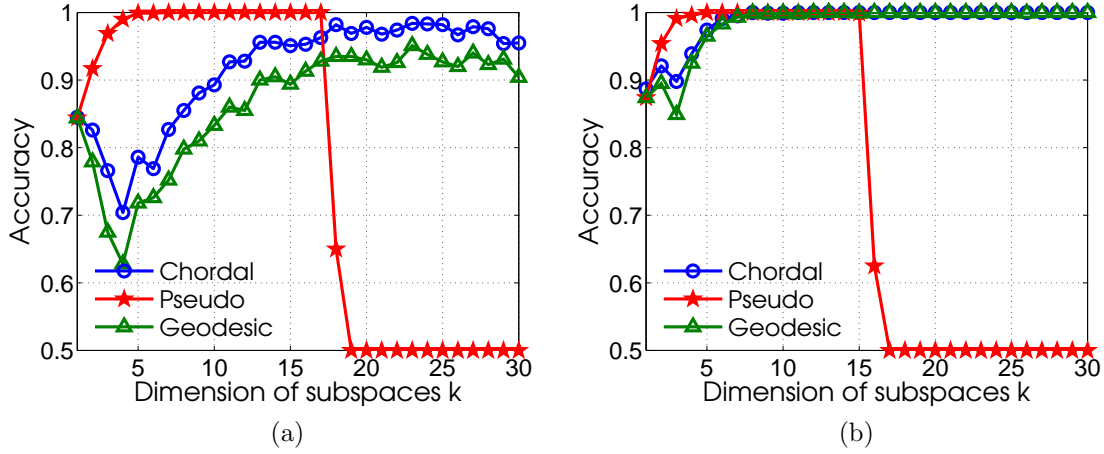 1
0.9
0.8
0.7
0.6
0.5
Accuracy
Chordal
Pseudo
Geodesic
5 10 15 20 25 30
Dimension of subspaces k
(a)
1
0.9
0.8
0.7
0.6
0.5
Accuracy
Chordal
Pseudo
Geodesic
5 10 15 20 25 30
Dimension of subspaces k
(b)